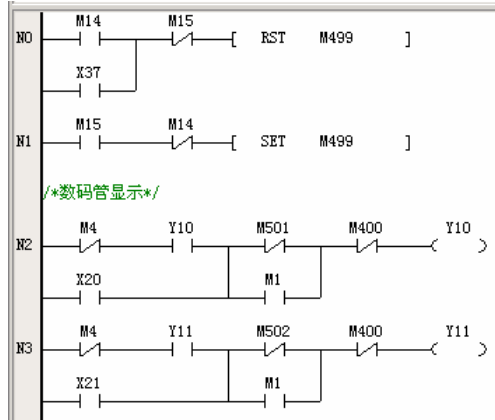 M14 M15
N0 [ RST M499 ]
X37
M15 M14
N1 [ SET M499 ]
/*数码管显示*/
M4 Y10 M501 M400 Y10
N2
X20 M1
M4 Y11 M502 M400 Y11
N3
X21 M1